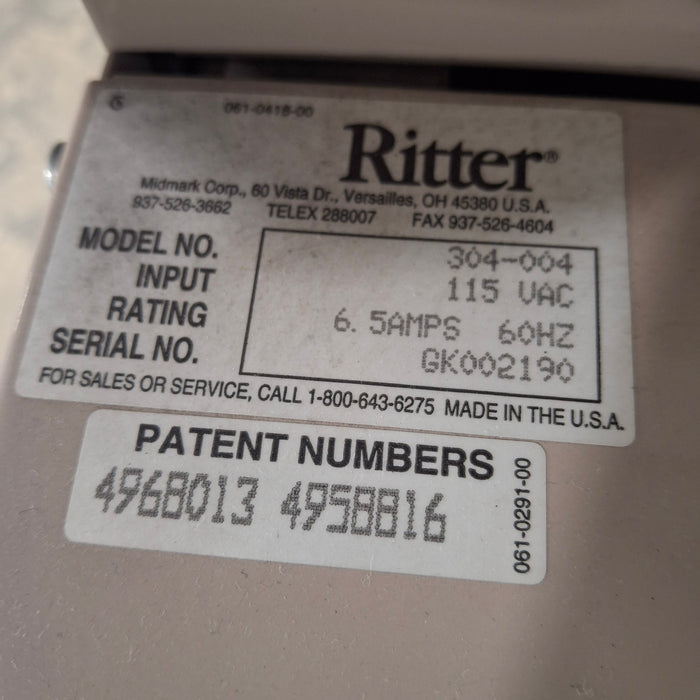 061-0418-00
Ritter®
Midmark Corp., 60 Vista Dr., Versailles, OH 45380 U.S.A.
937-526-3662 TELEX 288007 FAX 937-526-4604
MODEL NO. 304-004
INPUT 115 VAC
RATING 6.5AMPS 60HZ
SERIAL NO. GK002190
FOR SALES OR SERVICE, CALL 1-800-643-6275 MADE IN THE U.S.A.
PATENT NUMBERS
4968013 4958816
061-0291-00